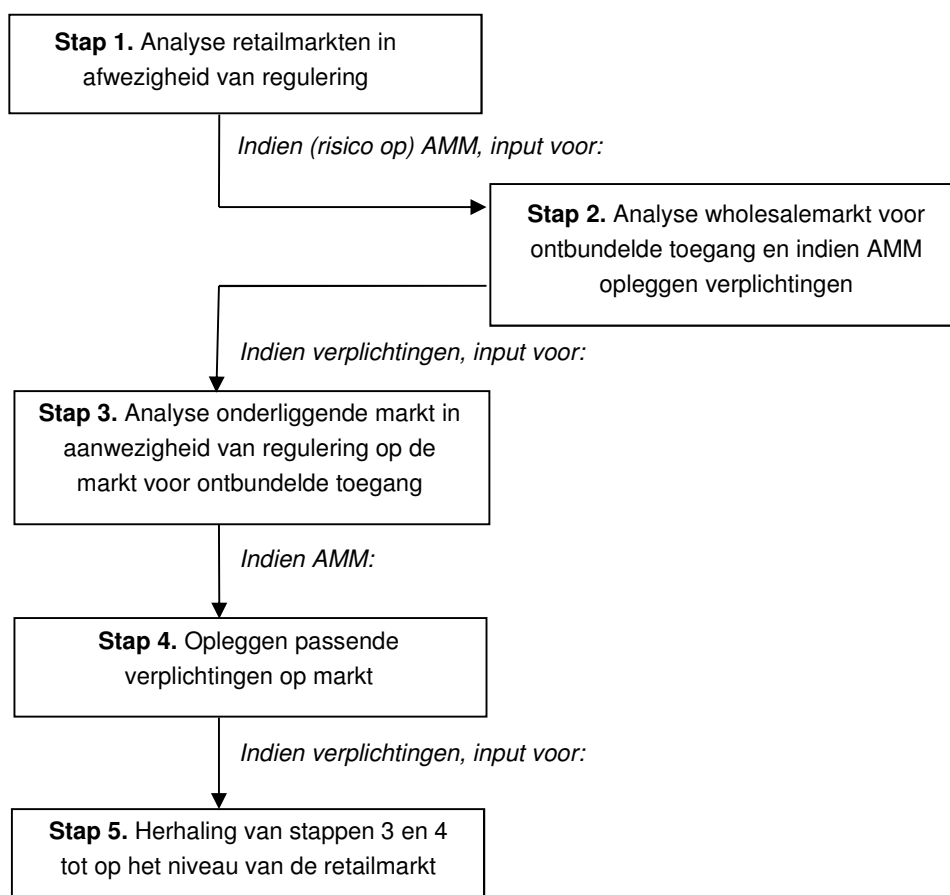 Stap 1. Analyse retailmarkten in
afwezigheid van regulering
Indien (risico op) AMM, input voor:
Stap 2. Analyse wholesalemarkt voor
ontbundelde toegang en indien AMM
opleggen verplichtingen
Indien verplichtingen, input voor:
Stap 3. Analyse onderliggende markt in
aanwezigheid van regulering op de
markt voor ontbundelde toegang
Indien AMM:
Stap 4. Opleggen passende
verplichtingen op markt
Indien verplichtingen, input voor:
Stap 5. Herhaling van stappen 3 en 4
tot op het niveau van de retailmarkt